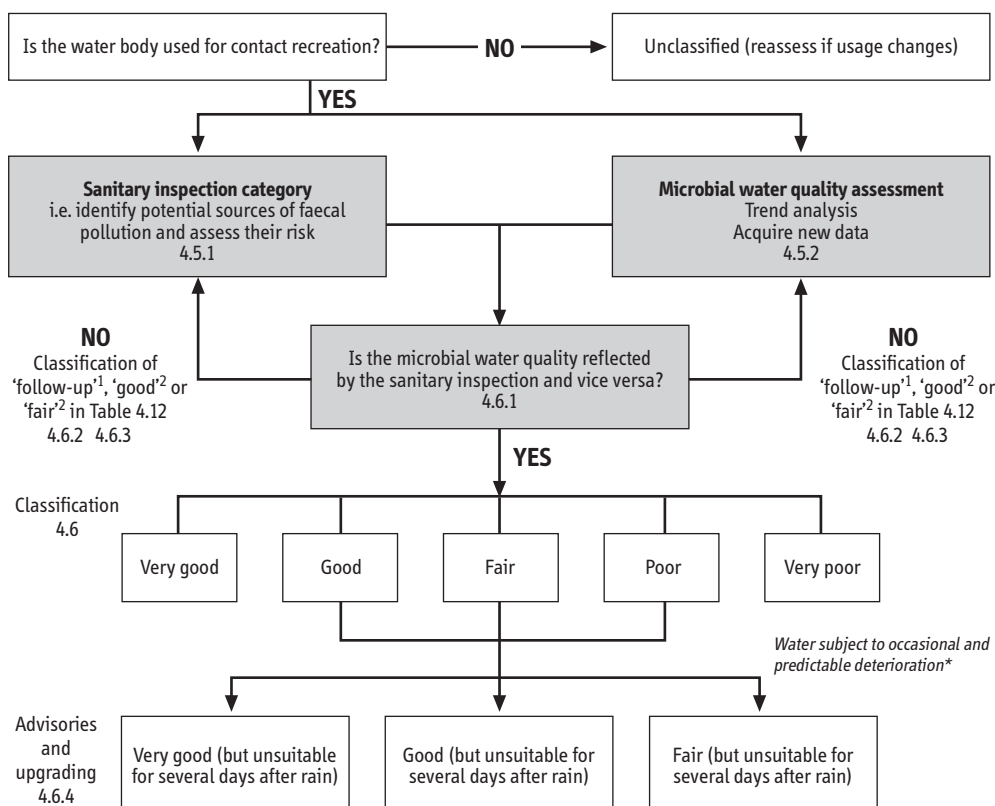 Is the water body used for contact recreation?
NO
Unclassified (reassess if usage changes)
YES
Sanitary inspection category
i.e. identify potential sources of faecal
pollution and assess their risk
4.5.1
Microbial water quality assessment
Trend analysis
Acquire new data
4.5.2
NO
Classification of
‘follow-up’¹, ‘good’² or
‘fair’² in Table 4.12
4.6.2 4.6.3
Is the microbial water quality reflected
by the sanitary inspection and vice versa?
4.6.1
NO
Classification of
‘follow-up’¹, ‘good’² or
‘fair’² in Table 4.12
4.6.2 4.6.3
YES
Classification
4.6
Very good
Good
Fair
Poor
Very poor
Water subject to occasional and
predictable deterioration*
Advisories
and
upgrading
4.6.4
Very good (but unsuitable
for several days after rain)
Good (but unsuitable for
several days after rain)
Fair (but unsuitable for
several days after rain)